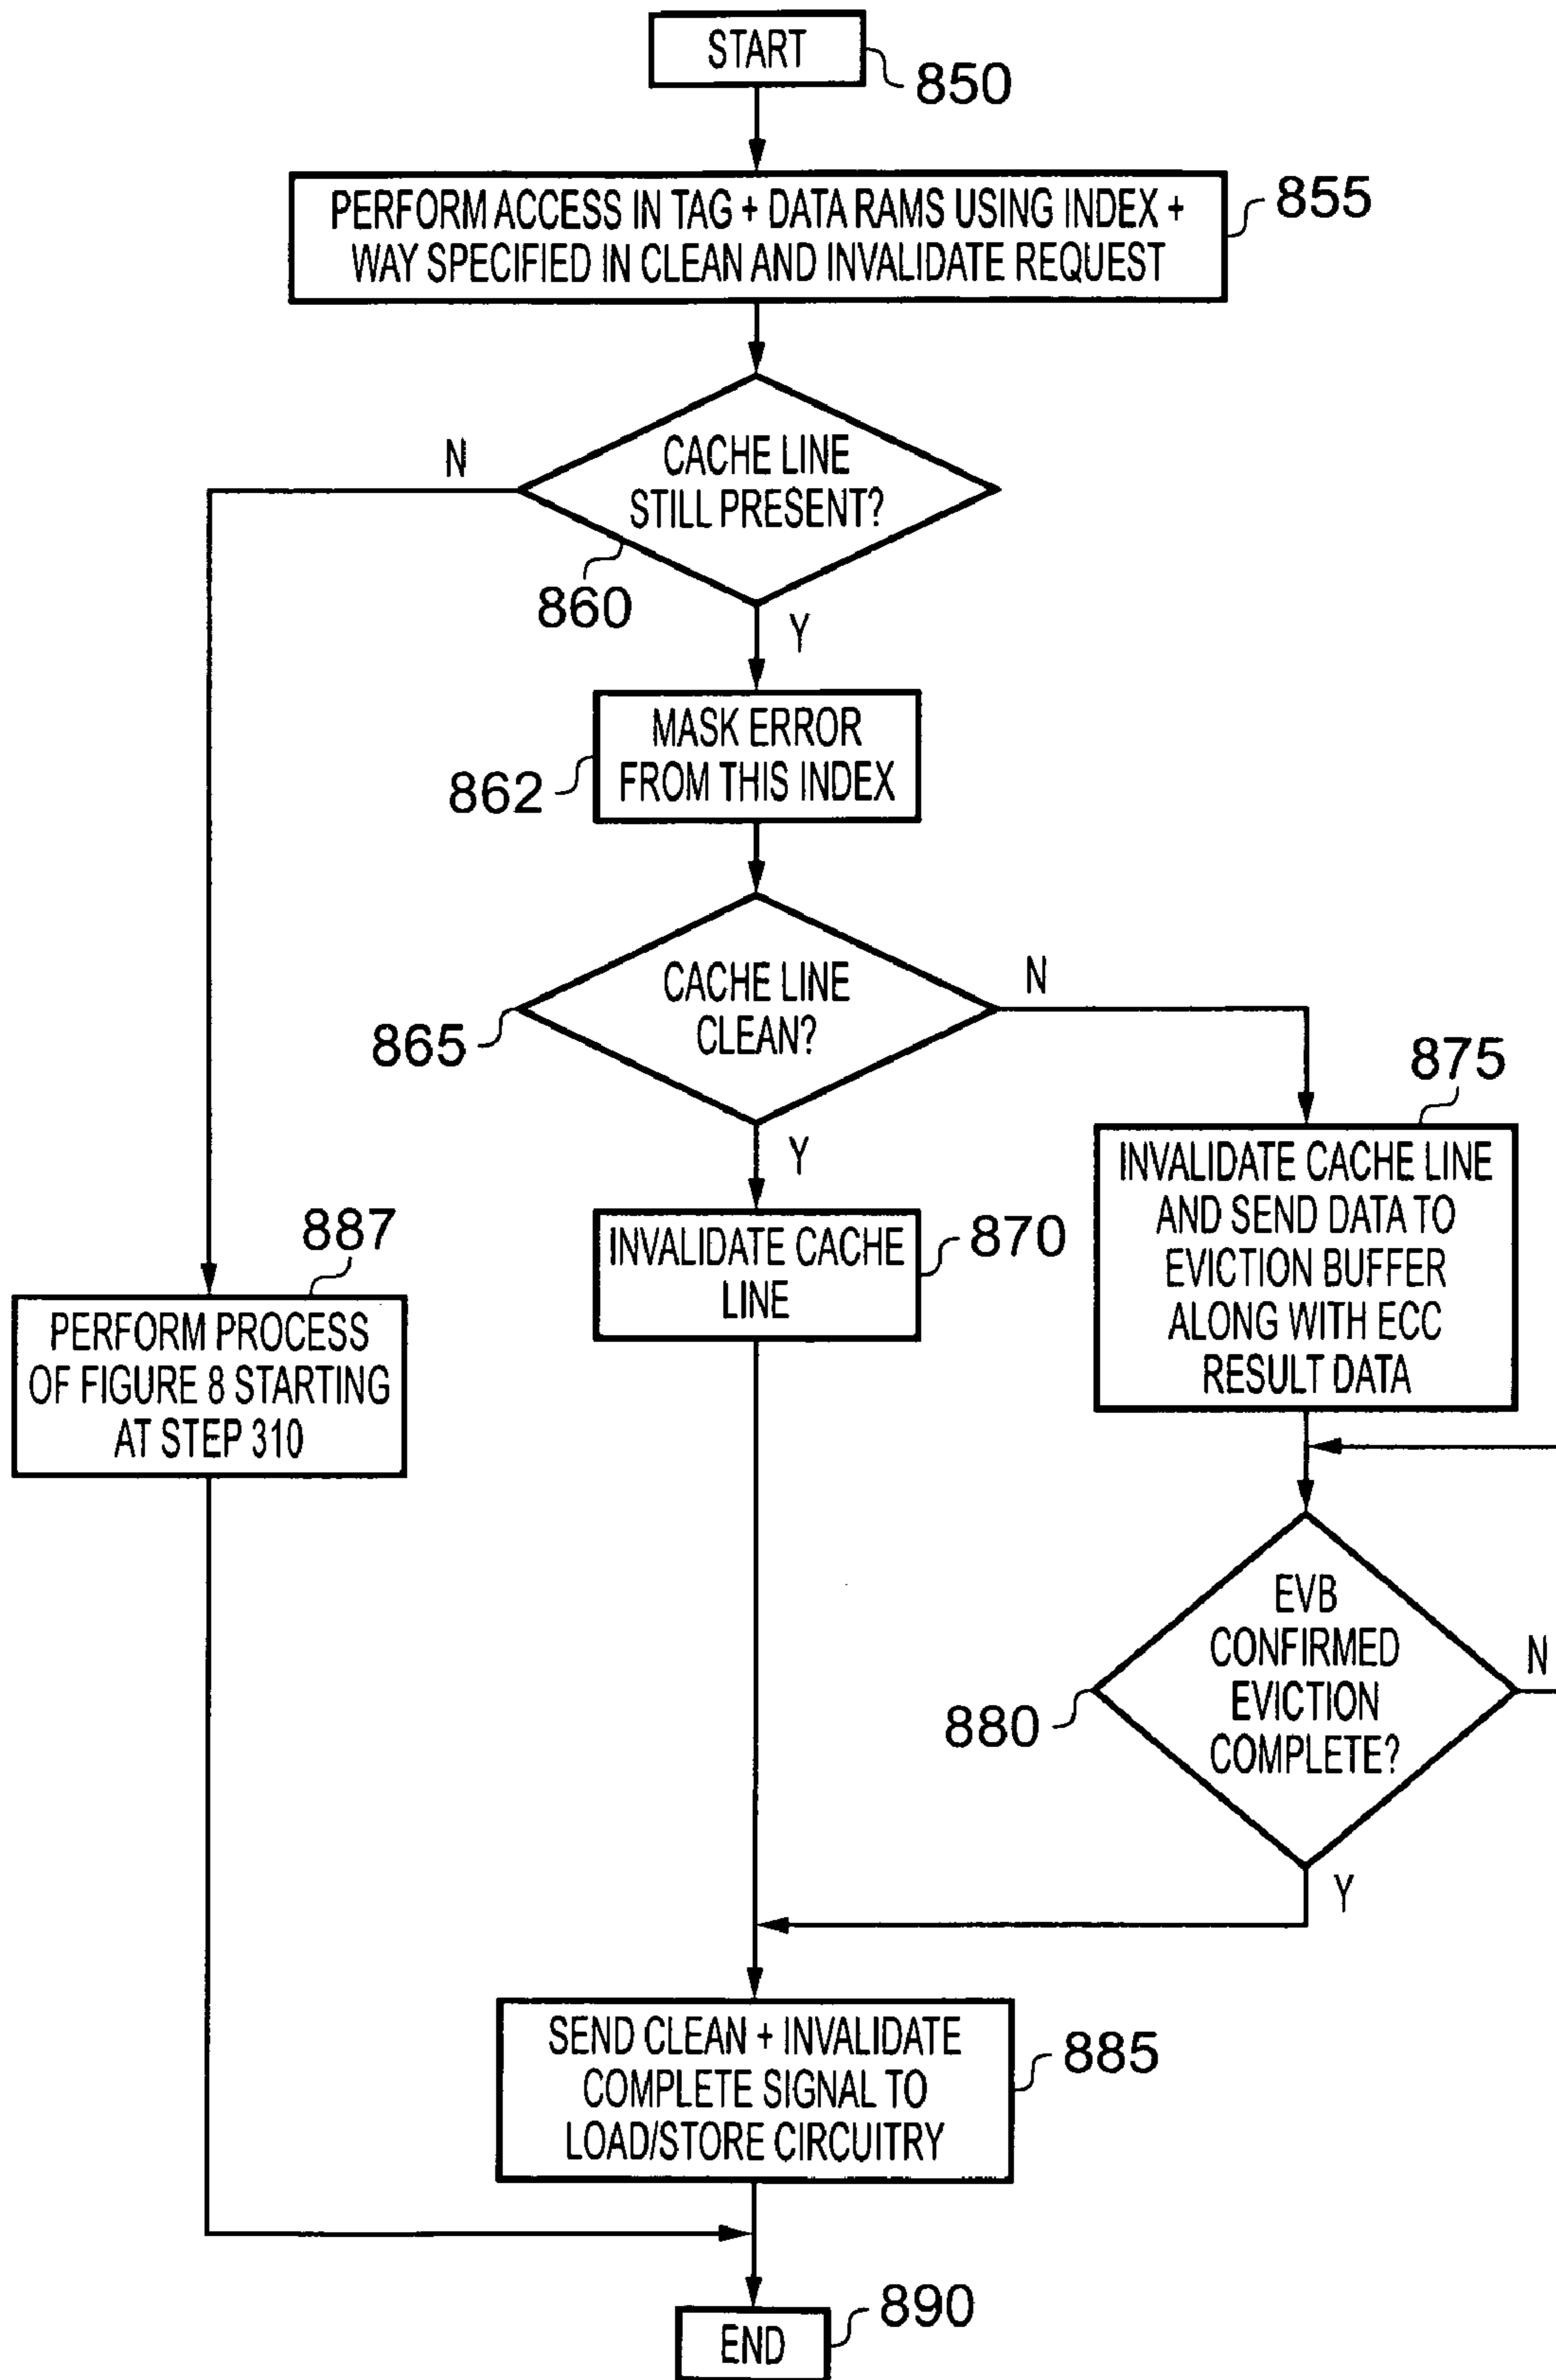 START
850
PERFORM ACCESS IN TAG + DATA RAMS USING INDEX +
WAY SPECIFIED IN CLEAN AND INVALIDATE REQUEST
855
CACHE LINE
STILL PRESENT?
N
860
Y
MASK ERROR
FROM THIS INDEX
862
CACHE LINE
CLEAN?
N
865
Y
875
INVALIDATE CACHE LINE
AND SEND DATA TO
EVICTION BUFFER
ALONG WITH ECC
RESULT DATA
INVALIDATE CACHE
LINE
870
887
PERFORM PROCESS
OF FIGURE 8 STARTING
AT STEP 310
EVB
CONFIRMED
EVICTION
COMPLETE?
N
880
Y
SEND CLEAN + INVALIDATE
COMPLETE SIGNAL TO
LOAD/STORE CIRCUITRY
885
890
END